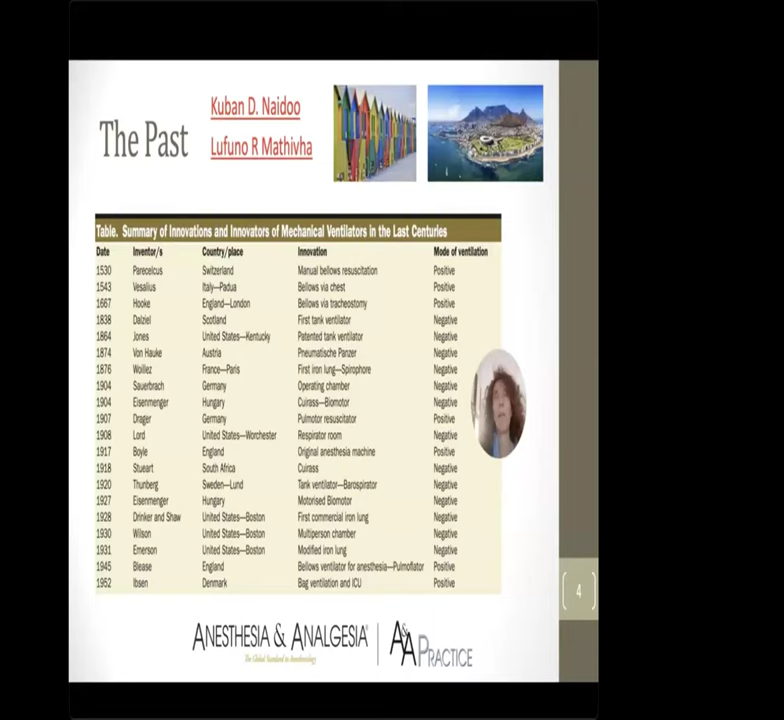 The Past
Kuban D. Naidoo
Lufuno R Mathivha
Table. Summary of Innovations and Innovators of Mechanical Ventilators in the Last Centuries
Date Inventor/s Country/place Innovation Mode of ventilation
1530 Parecelcus Switzerland Manual bellows resuscitation Positive
1543 Vesalius Italy—Padua Bellows via chest Positive
1667 Hooke England—London Bellows via tracheostomy Positive
1838 Dalziel Scotland First tank ventilator Negative
1864 Jones United States—Kentucky Patented tank ventilator Negative
1874 Von Hauke Austria Pneumatische Panzer Negative
1876 Woillez France—Paris First iron lung—Spirophore Negative
1904 Sauerbrach Germany Operating chamber Negative
1904 Eisenmenger Hungary Cuirass—Biomotor Negative
1907 Drager Germany Pulmotor resuscitator Positive
1908 Lord United States—Worchester Respirator room Negative
1917 Boyle England Original anesthesia machine Positive
1918 Stueart South Africa Cuirass Negative
1920 Thunberg Sweden—Lund Tank ventilator—Barospirator Negative
1927 Eisenmenger Hungary Motorised Biomotor Negative
1928 Drinker and Shaw United States—Boston First commercial iron lung Negative
1930 Wilson United States—Boston Multiperson chamber Negative
1931 Emerson United States—Boston Modified iron lung Negative
1945 Blease England Bellows ventilator for anesthesia—Pulmoflator Positive
1952 Ibsen Denmark Bag ventilation and ICU Positive
4
ANESTHESIA & ANALGESIA®
The Global Standard in Anesthesiology
A&A PRACTICE